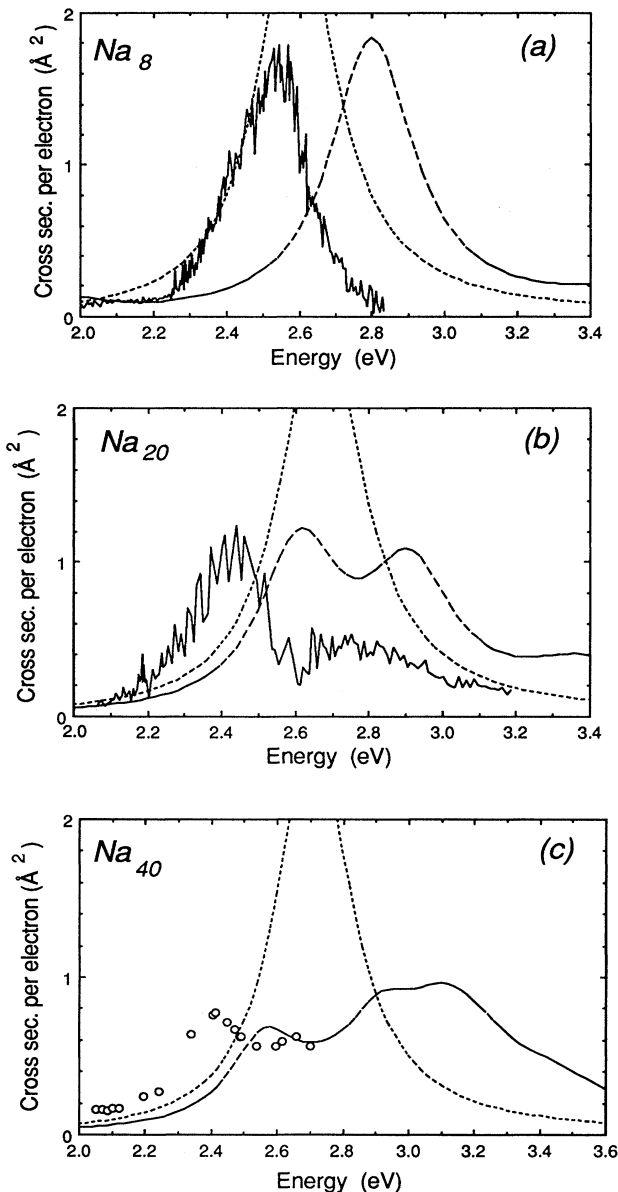 Na 8
(a)
Cross sec. per electron (Å 2)
2
1
0
2.0 2.2 2.4 2.6 2.8 3.0 3.2 3.4
Energy (eV)
Na 20
(b)
Cross sec. per electron (Å 2)
2
1
0
2.0 2.2 2.4 2.6 2.8 3.0 3.2 3.4
Energy (eV)
Na 40
(c)
Cross sec. per electron (Å 2)
2
1
0
2.0 2.2 2.4 2.6 2.8 3.0 3.2 3.4 3.6
Energy (eV)